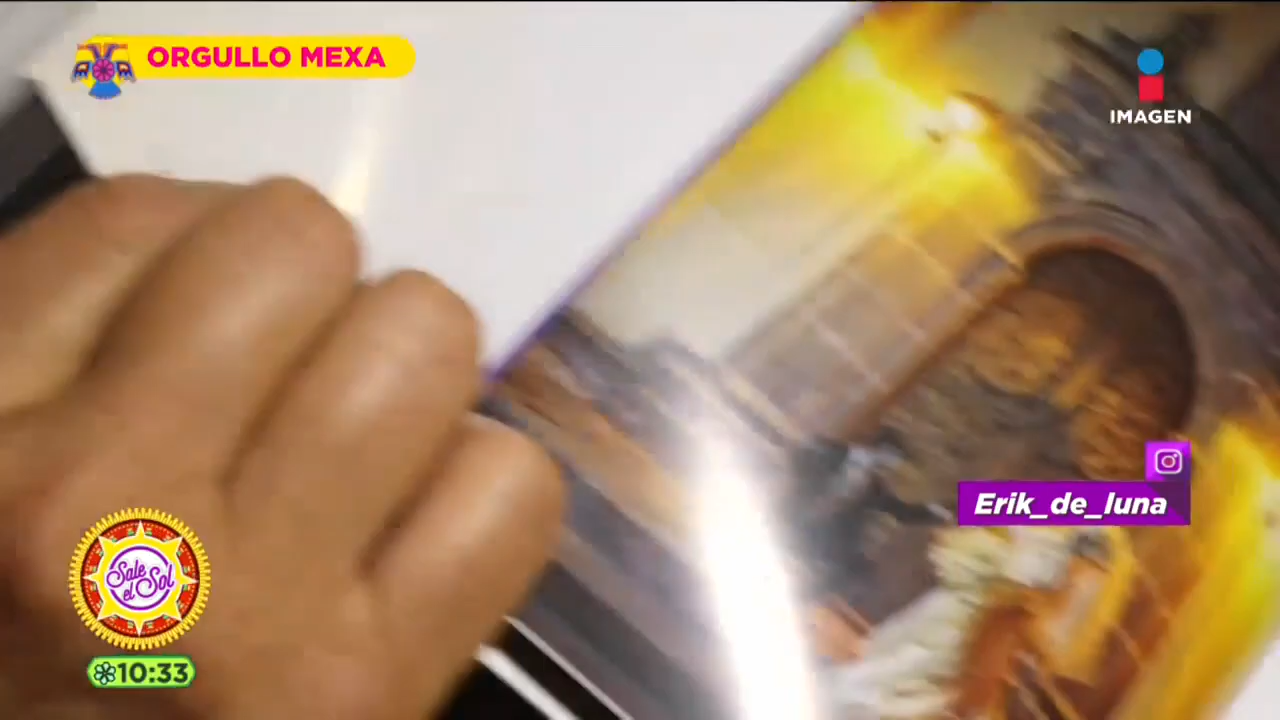 ORGULLO MEXA
IMAGEN
Erik_de_luna
Sale
el Sol
10:33